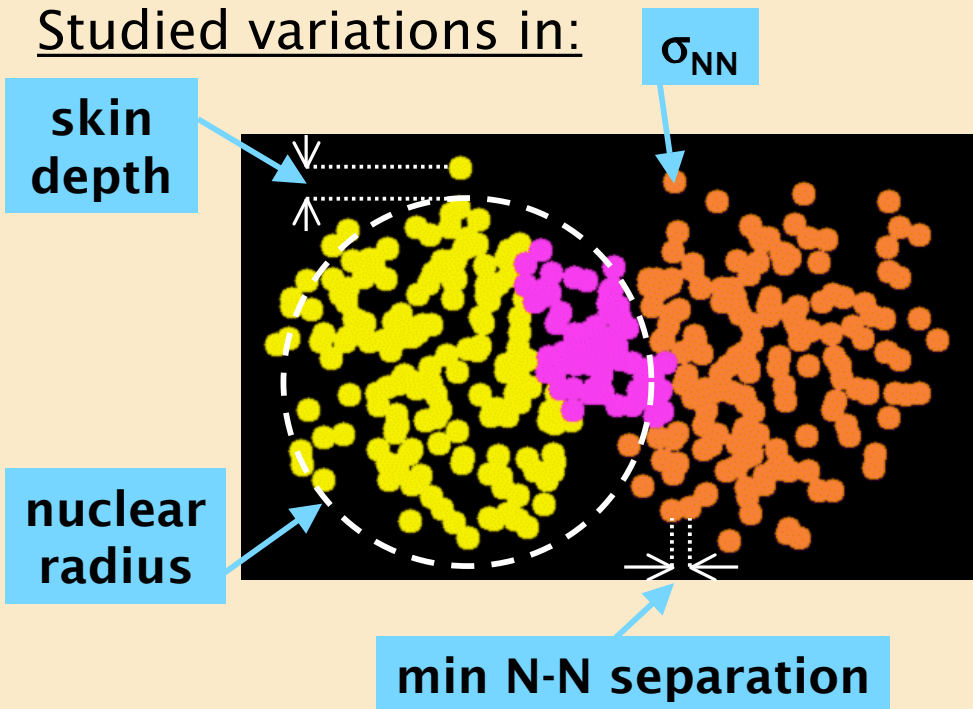 Studied variations in:
σNN
skin
depth
nuclear
radius
min N-N separation